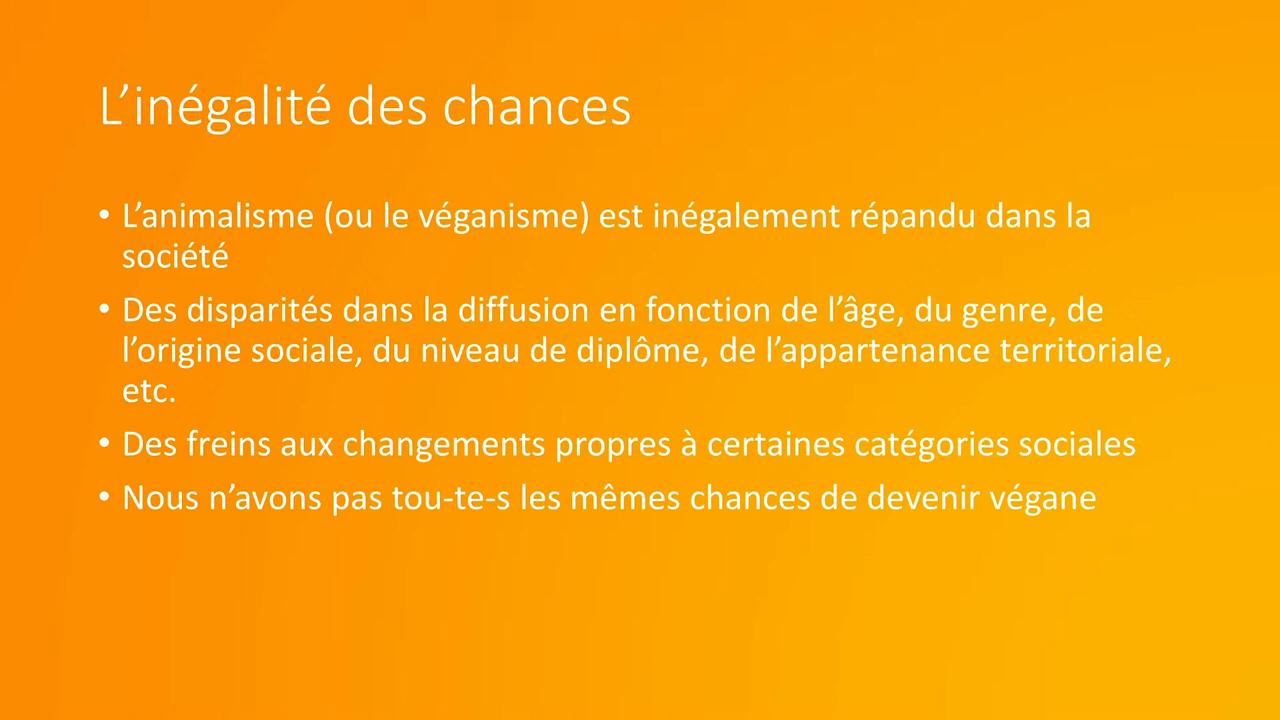 L’inégalité des chances
• L’animalisme (ou le véganisme) est inégalement répandu dans la
société
• Des disparités dans la diffusion en fonction de l’âge, du genre, de
l’origine sociale, du niveau de diplôme, de l’appartenance territoriale,
etc.
• Des freins aux changements propres à certaines catégories sociales
• Nous n’avons pas tou-te-s les mêmes chances de devenir végane